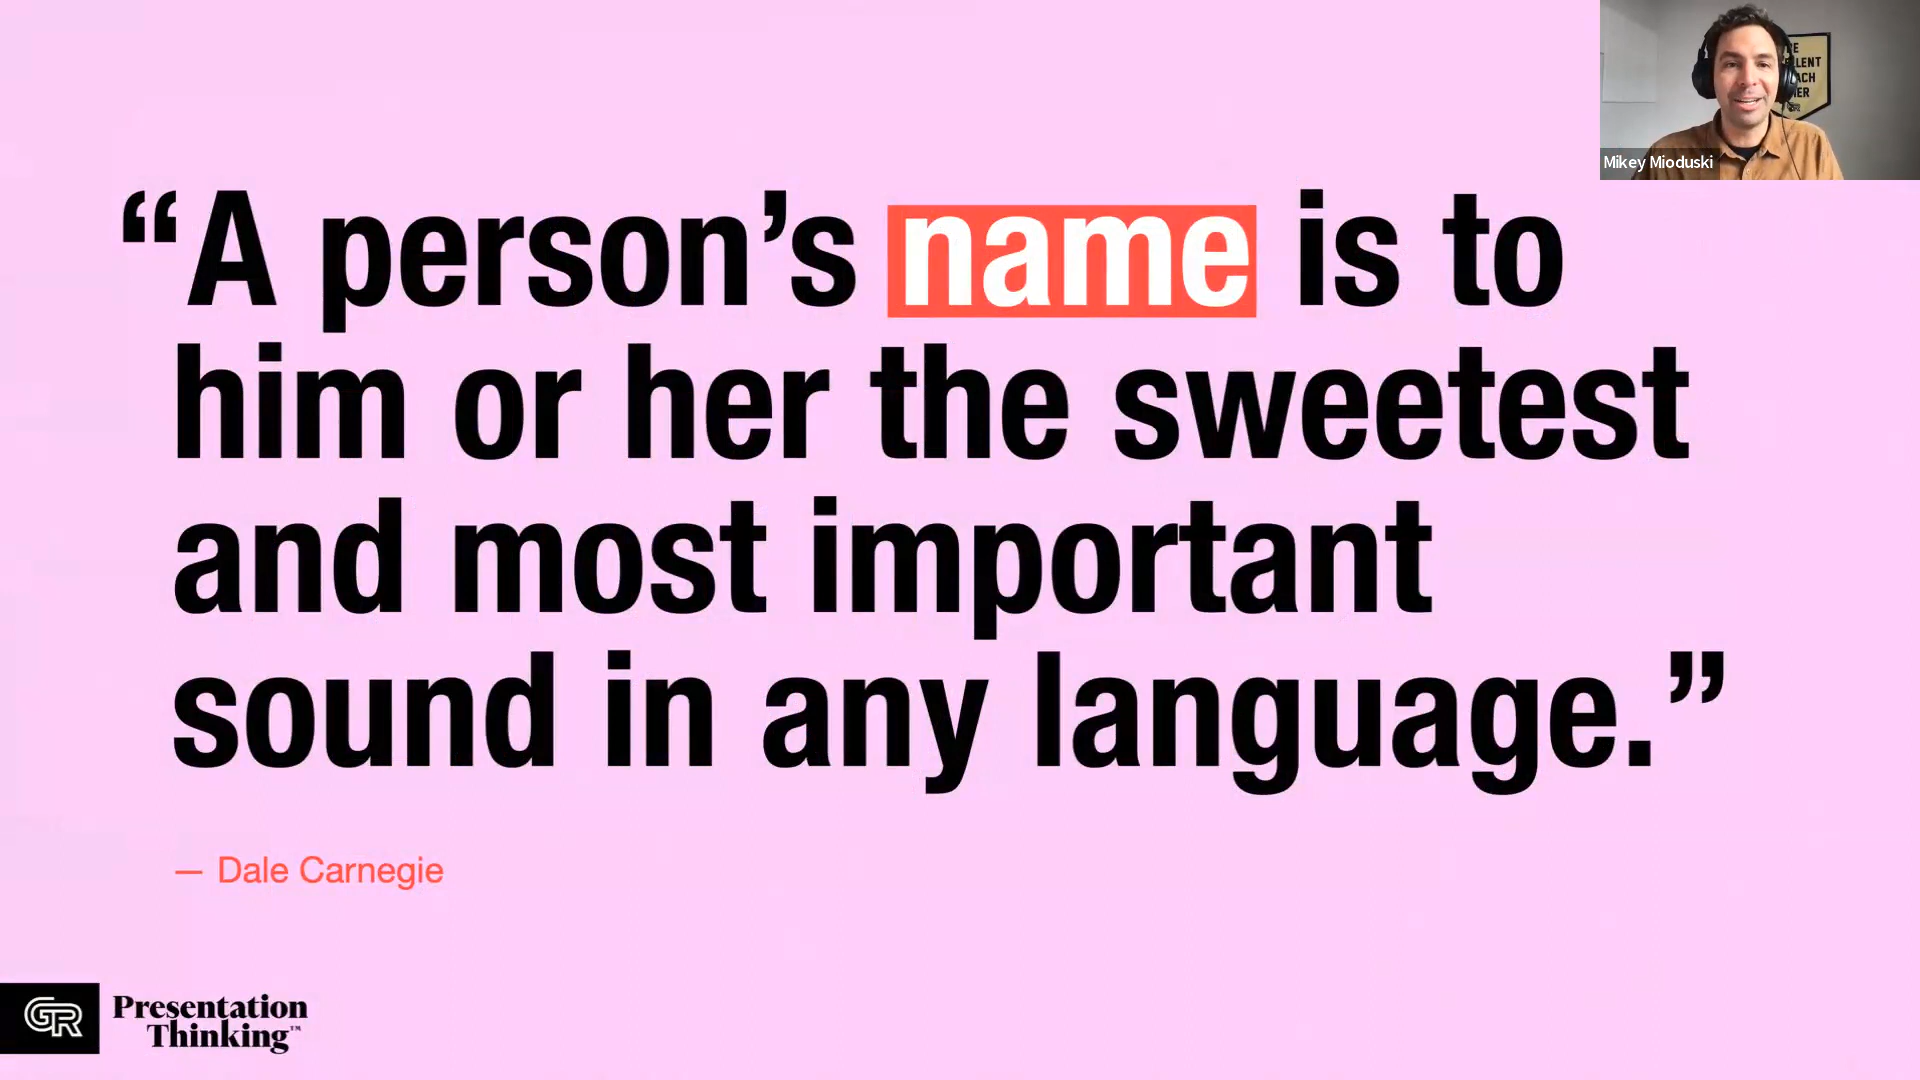 “A person’s name is to
him or her the sweetest
and most important
sound in any language.”
— Dale Carnegie
GR
Presentation
Thinking™
Mikey Mioduski